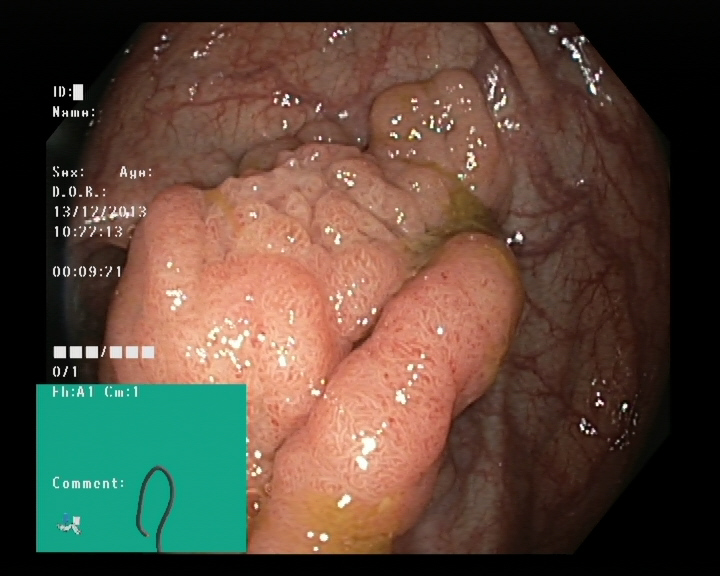 ID:
Name:
Sex: Age:
D.O.B.:
13/12/2013
10:22:13
00:09:21
0/1
Eh:A1 Cm:1
Comment: